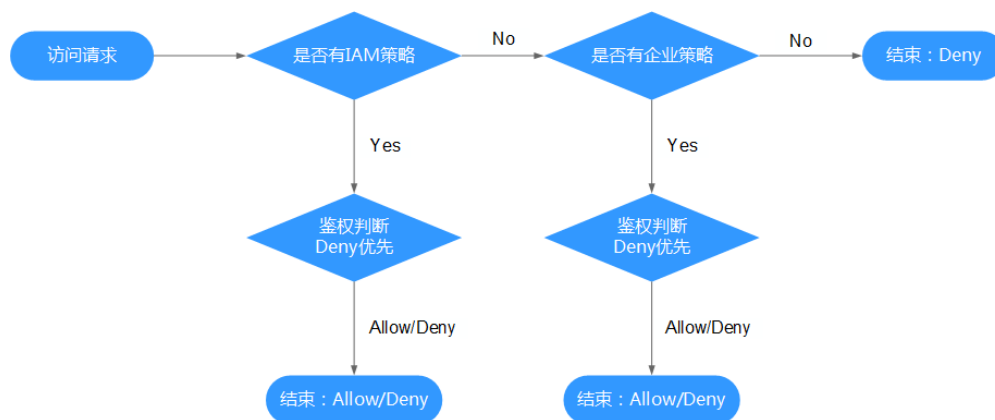 访问请求
是否有IAM策略
No
是否有企业策略
No
结束：Deny
Yes
Yes
鉴权判断
Deny优先
鉴权判断
Deny优先
Allow/Deny
Allow/Deny
结束：Allow/Deny
结束：Allow/Deny